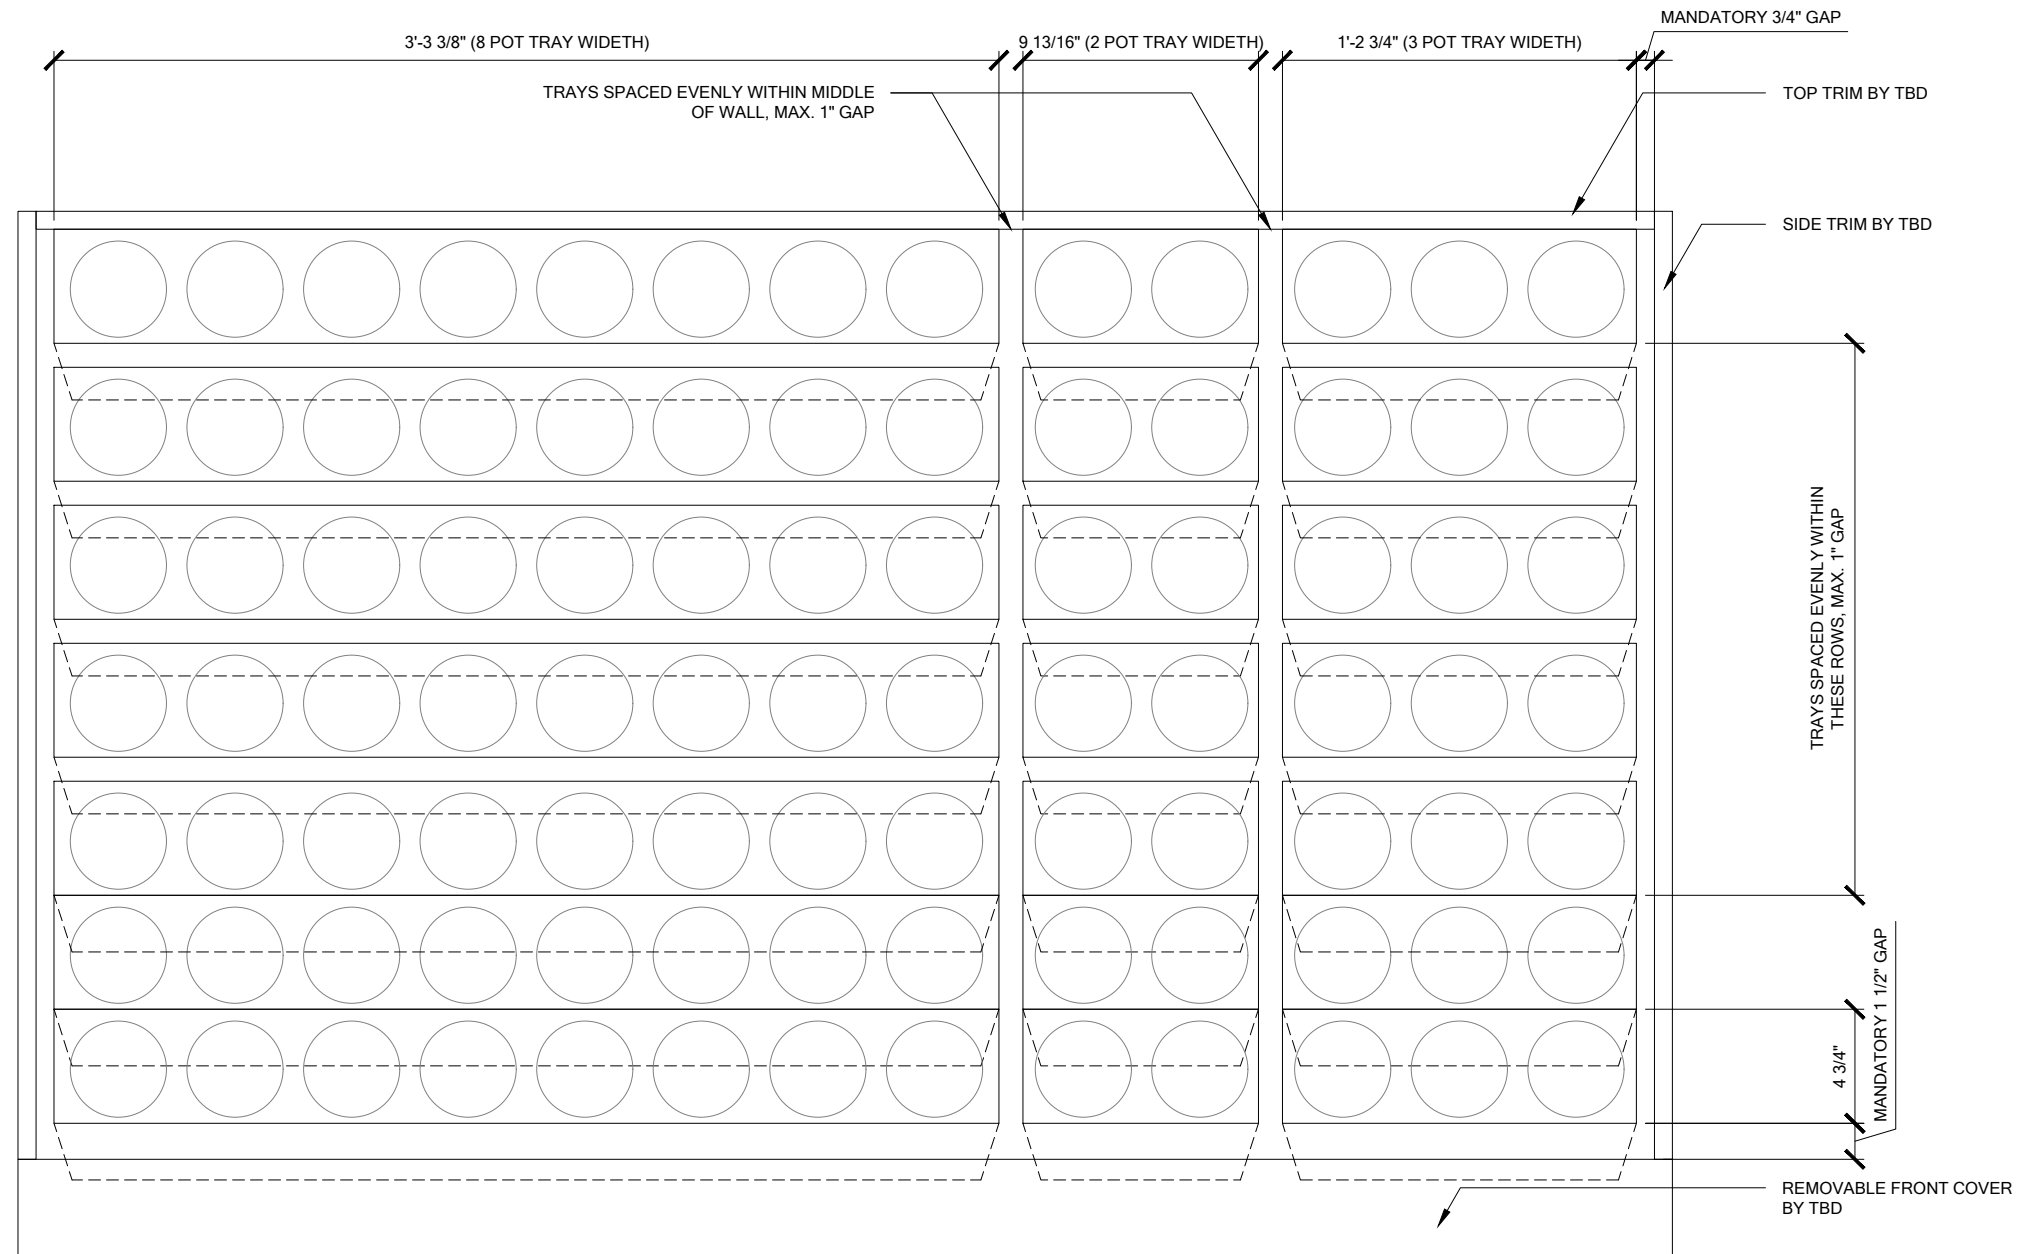 MANDATORY 3/4" GAP
3'-3 3/8" (8 POT TRAY WIDETH)
9 13/16" (2 POT TRAY WIDETH)
1'-2 3/4" (3 POT TRAY WIDETH)
TRAYS SPACED EVENLY WITHIN MIDDLE
OF WALL, MAX. 1" GAP
TOP TRIM BY TBD
SIDE TRIM BY TBD
TRAYS SPACED EVENLY WITHIN
THESE ROWS, MAX. 1" GAP
4 3/4"
MANDATORY 1 1/2" GAP
REMOVABLE FRONT COVER
BY TBD